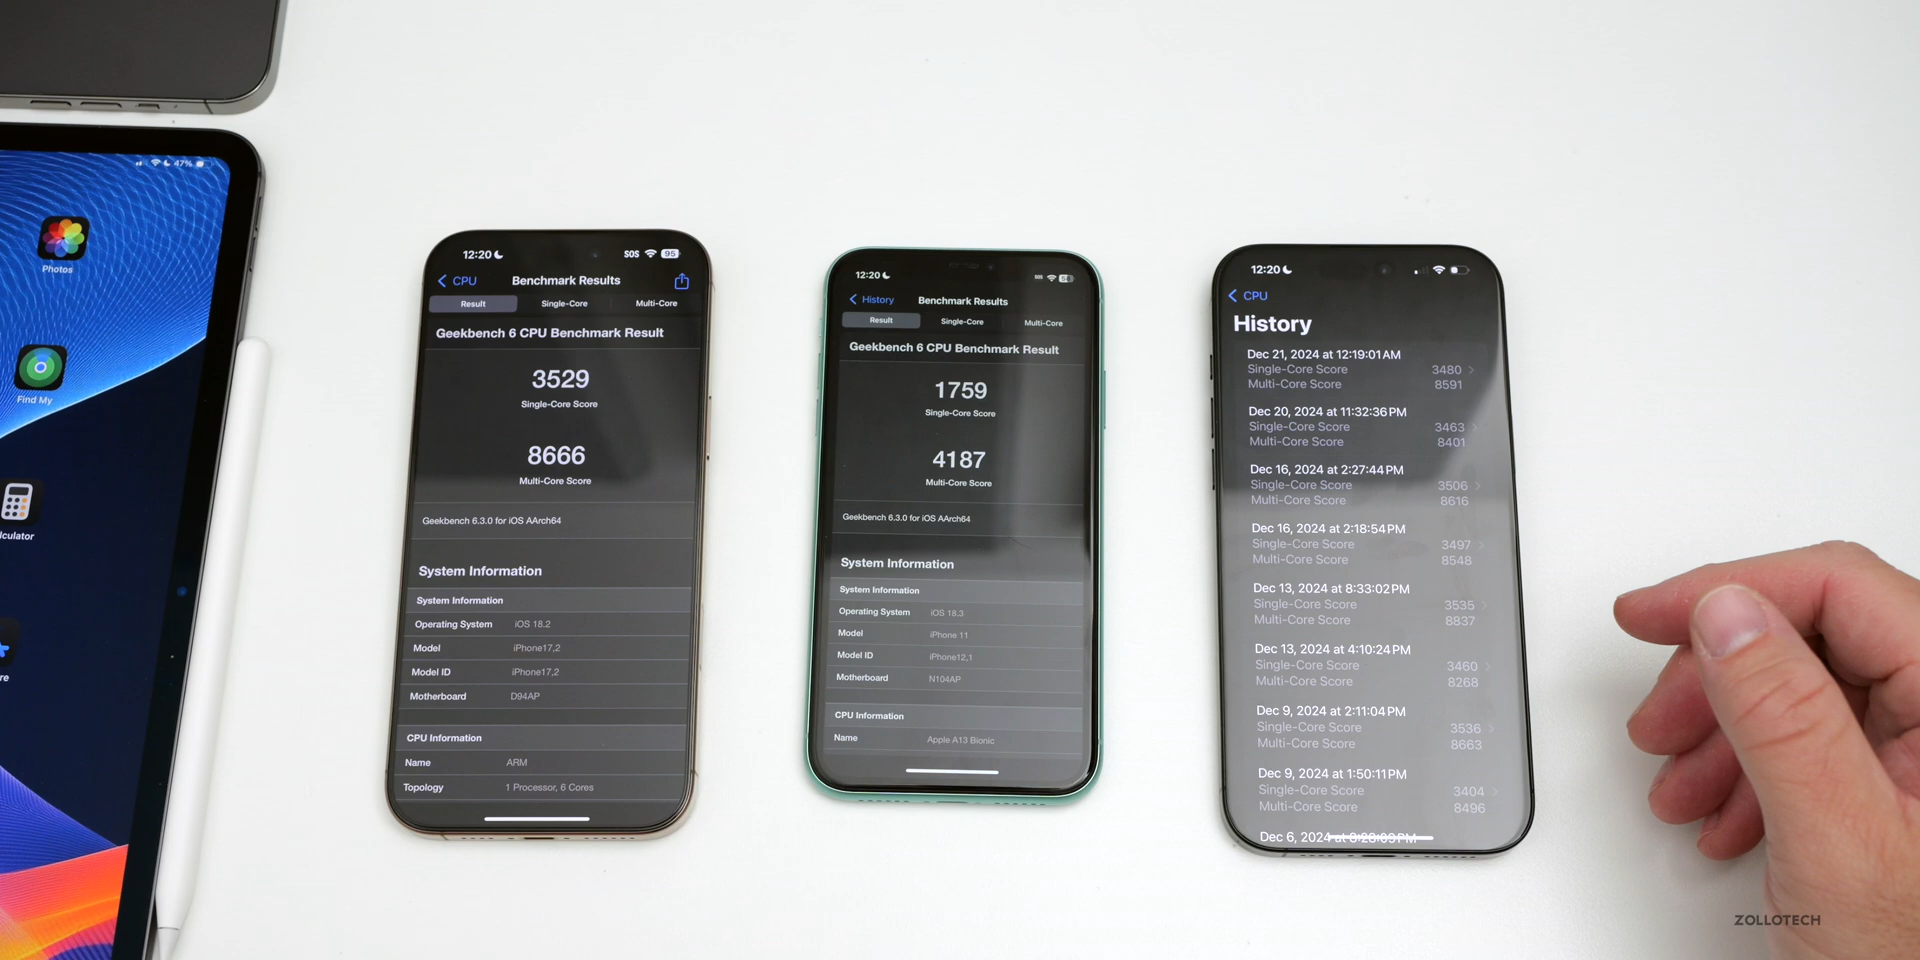 47%
Photos
Find My
lculator
re
12:20
SOS
95
CPU
Benchmark Results
Result
Single-Core
Multi-Core
Geekbench 6 CPU Benchmark Result
3529
Single-Core Score
8666
Multi-Core Score
Geekbench 6.3.0 for iOS AArch64
System Information
System Information
Operating System iOS 18.2
Model iPhone17,2
Model ID iPhone17,2
Motherboard D94AP
CPU Information
Name ARM
Topology 1 Processor, 6 Cores
12:20
History
Benchmark Results
Result
Single-Core
Multi-Core
Geekbench 6 CPU Benchmark Result
1759
Single-Core Score
4187
Multi-Core Score
Geekbench 6.3.0 for iOS AArch64
System Information
System Information
Operating System iOS 18.3
Model iPhone 11
Model ID iPhone12,1
Motherboard N104AP
CPU Information
Name Apple A13 Bionic
12:20
CPU
History
Dec 21, 2024 at 12:19:01 AM
Single-Core Score 3480
Multi-Core Score 8591
Dec 20, 2024 at 11:32:36 PM
Single-Core Score 3463
Multi-Core Score 8401
Dec 16, 2024 at 2:27:44 PM
Single-Core Score 3506
Multi-Core Score 8616
Dec 16, 2024 at 2:18:54 PM
Single-Core Score 3497
Multi-Core Score 8548
Dec 13, 2024 at 8:33:02 PM
Single-Core Score 3535
Multi-Core Score 8837
Dec 13, 2024 at 4:10:24 PM
Single-Core Score 3460
Multi-Core Score 8268
Dec 9, 2024 at 2:11:04 PM
Single-Core Score 3536
Multi-Core Score 8663
Dec 9, 2024 at 1:50:11 PM
Single-Core Score 3404
Multi-Core Score 8496
Dec 6, 2024 at
ZOLLOTECH